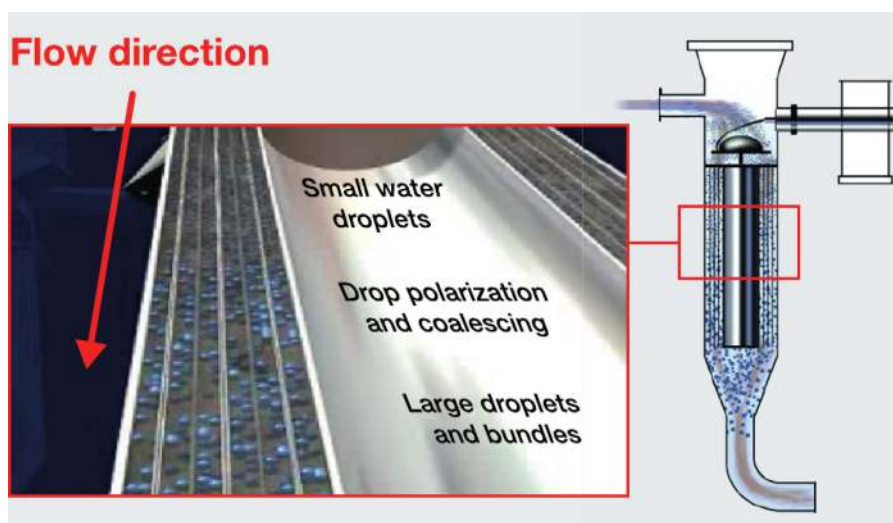 Flow direction
Small water
droplets
Drop polarization
and coalescing
Large droplets
and bundles